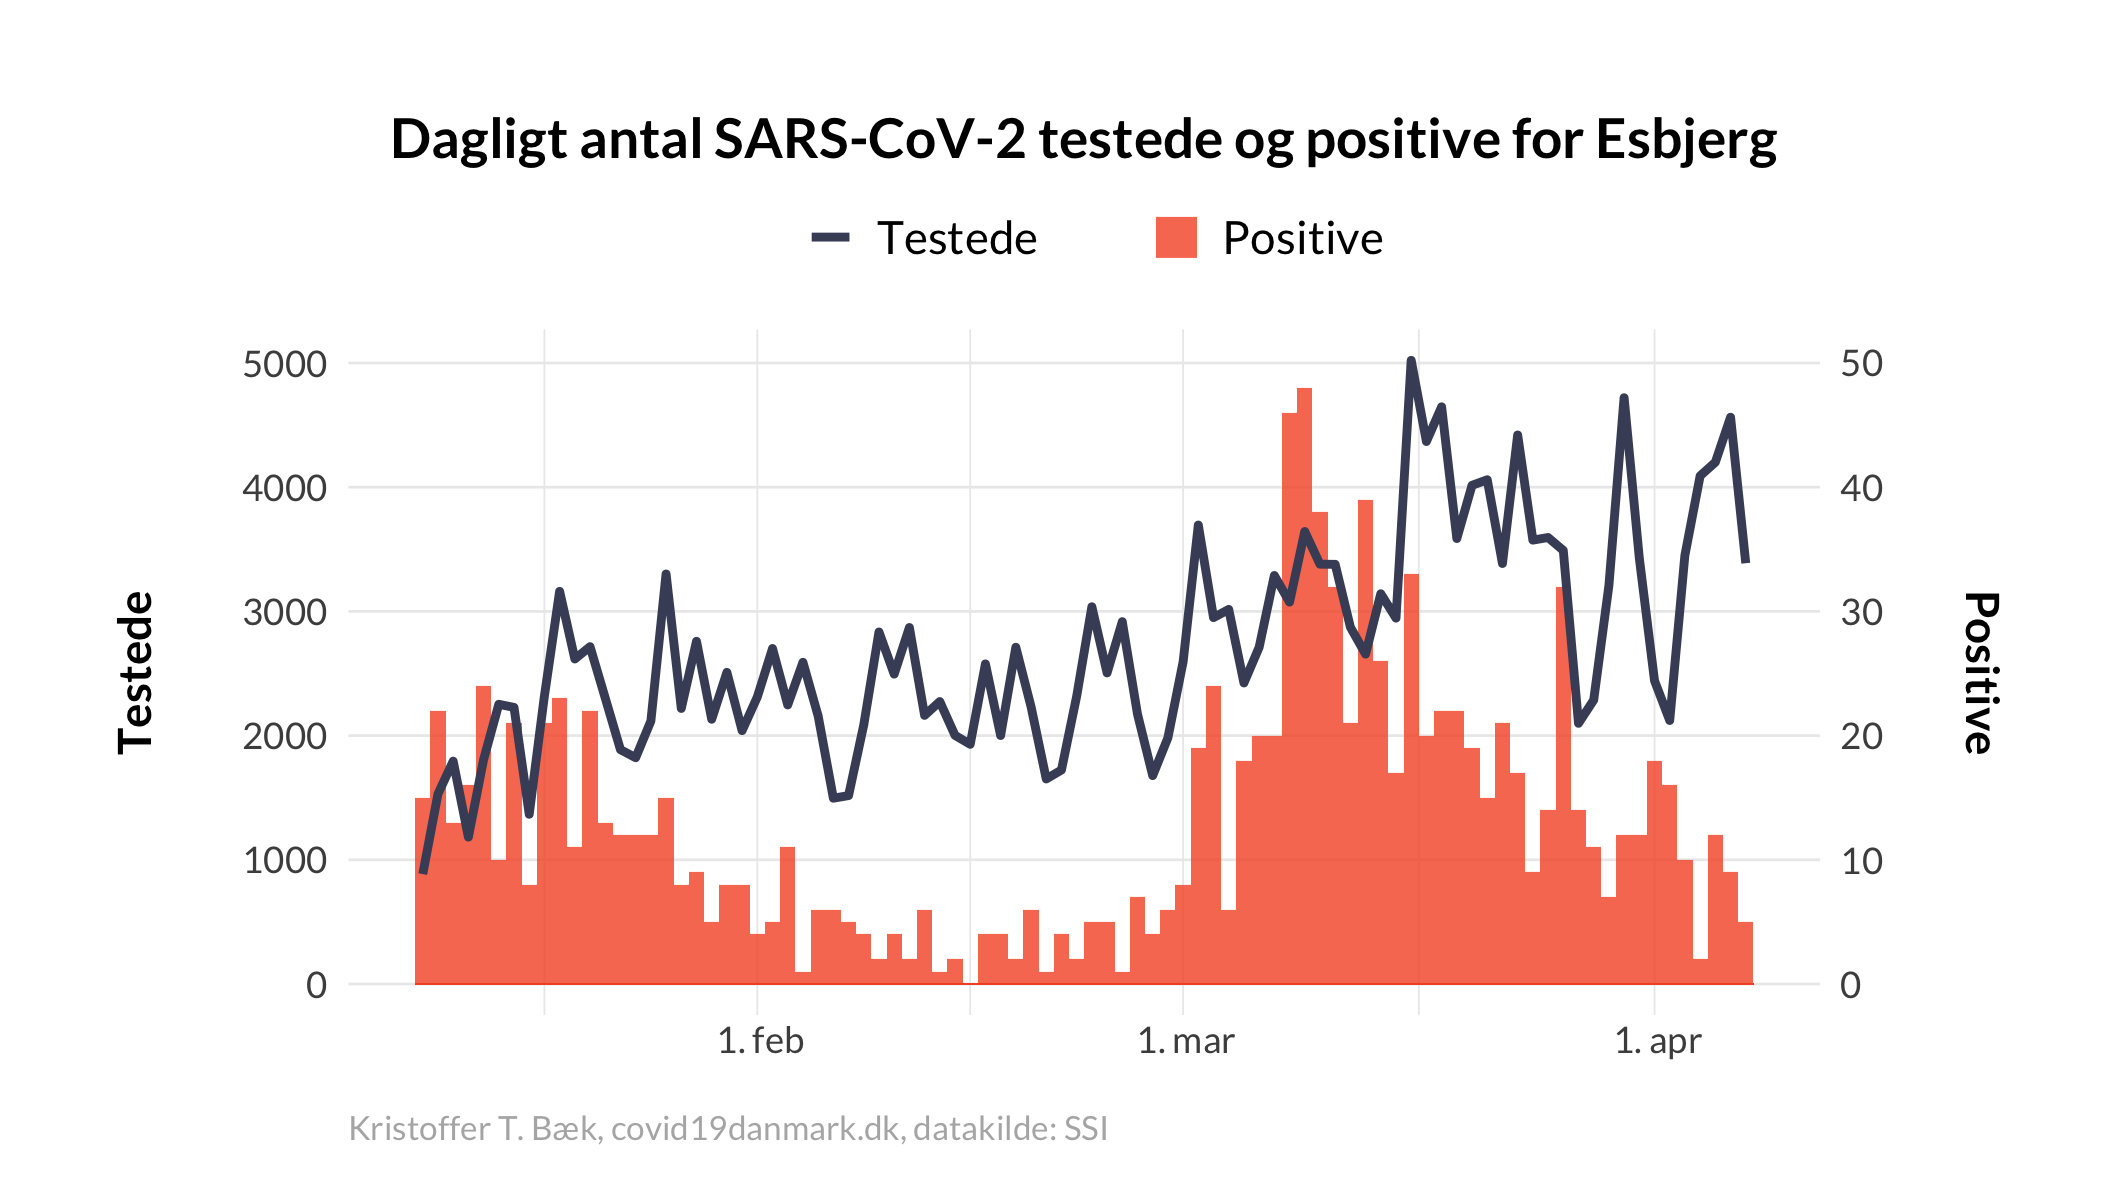 Dagligt antal SARS-CoV-2 testede og positive for Esbjerg
Testede
Positive
5000
4000
3000
2000
1000
0
Testede
50
40
30
20
10
0
Positive
1. feb
1. mar
1. apr
Kristoffer T. Bæk, covid19danmark.dk, datakilde: SSI